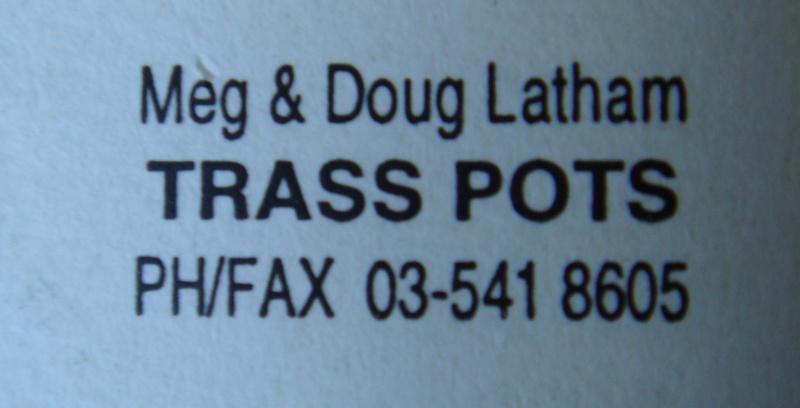 Meg & Doug Latham
TRASS POTS
PH/FAX 03-541 8605